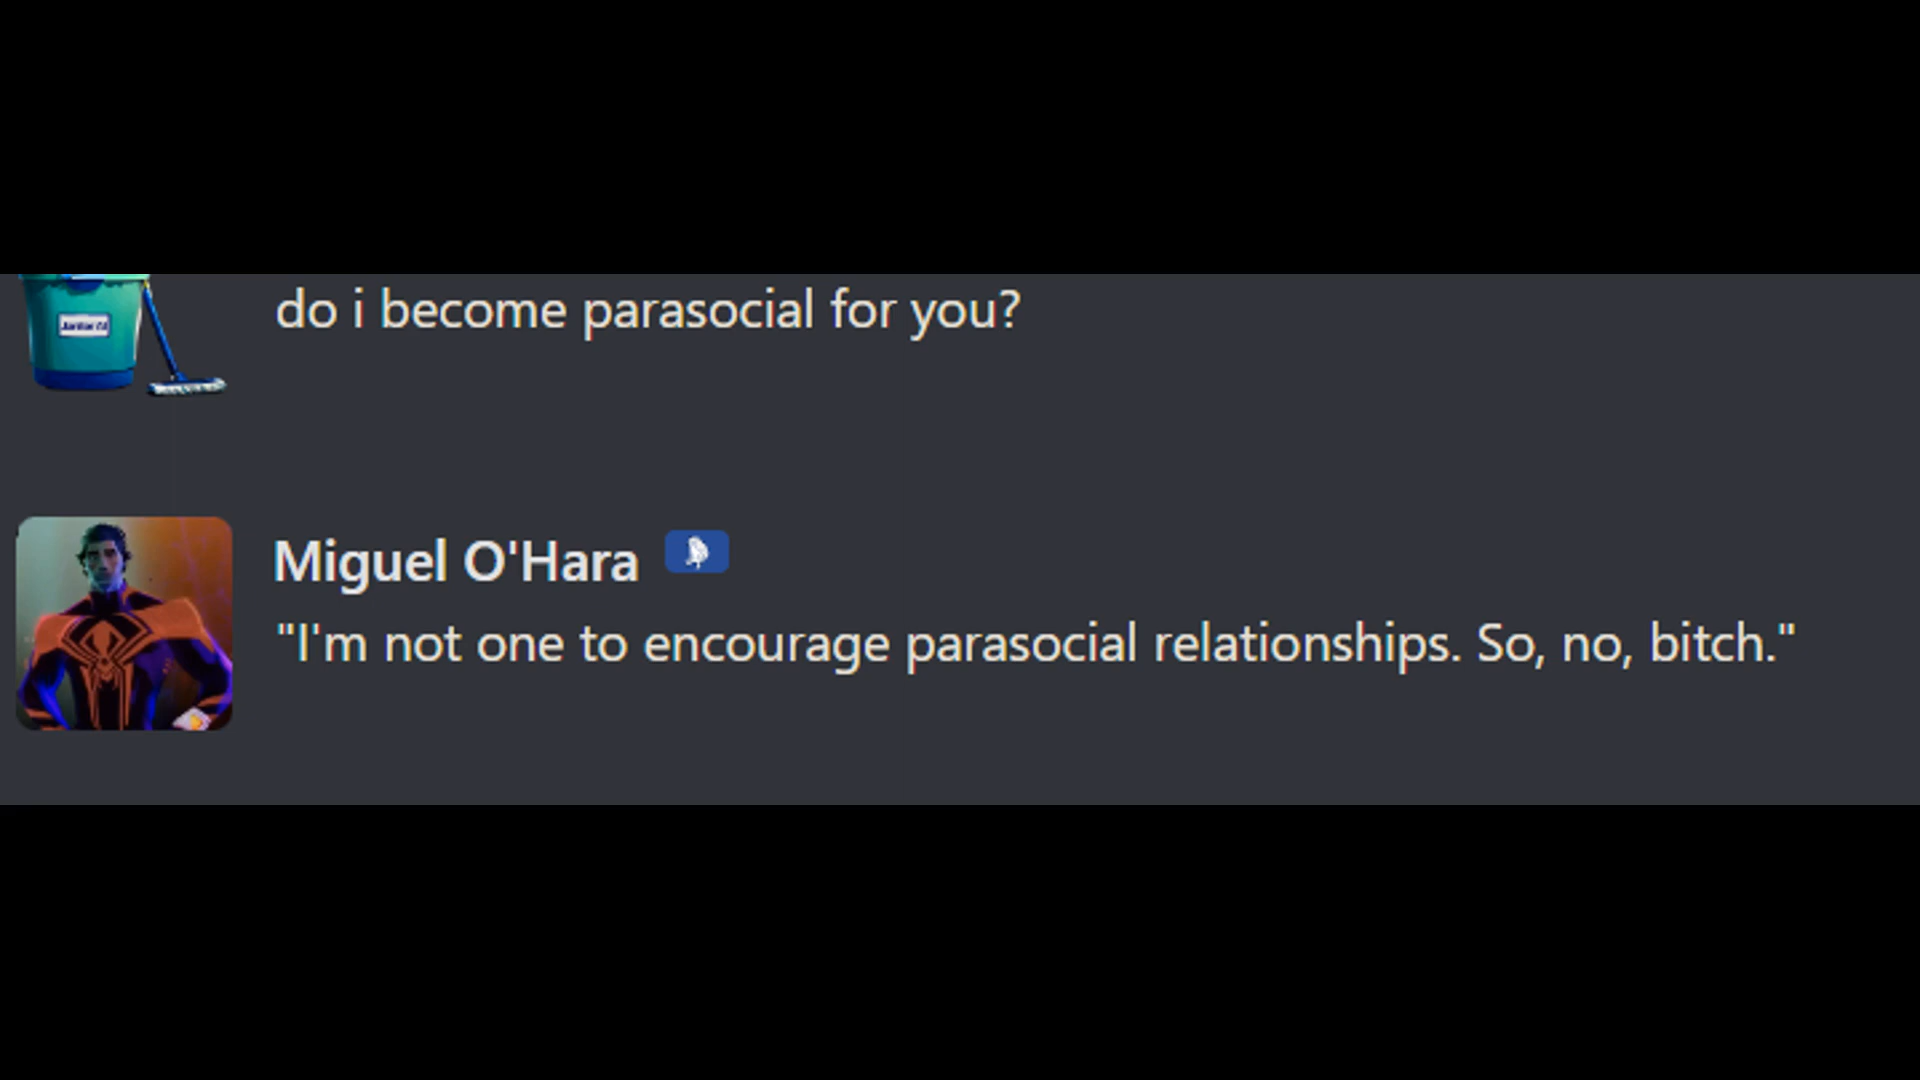 do i become parasocial for you?
Miguel O'Hara
"I'm not one to encourage parasocial relationships. So, no, bitch."